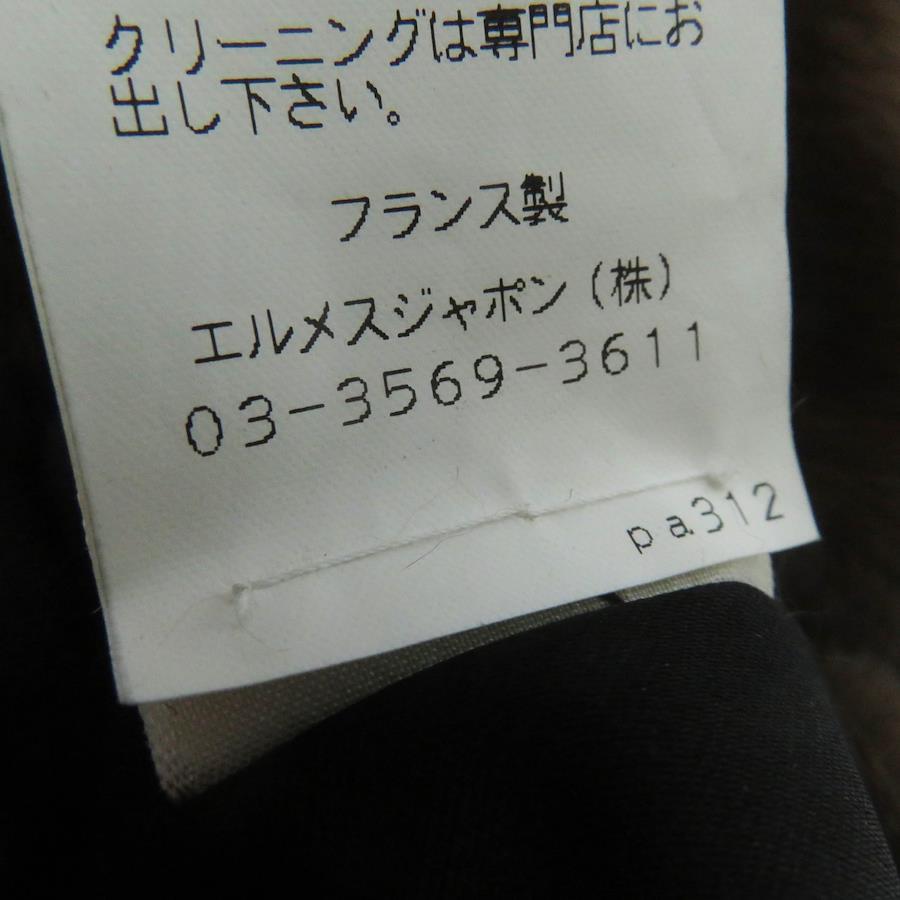 クリーニングは専門店にお
出し下さい。
フランス製
エルメスジャポン(株)
03-3569-3611
pa312